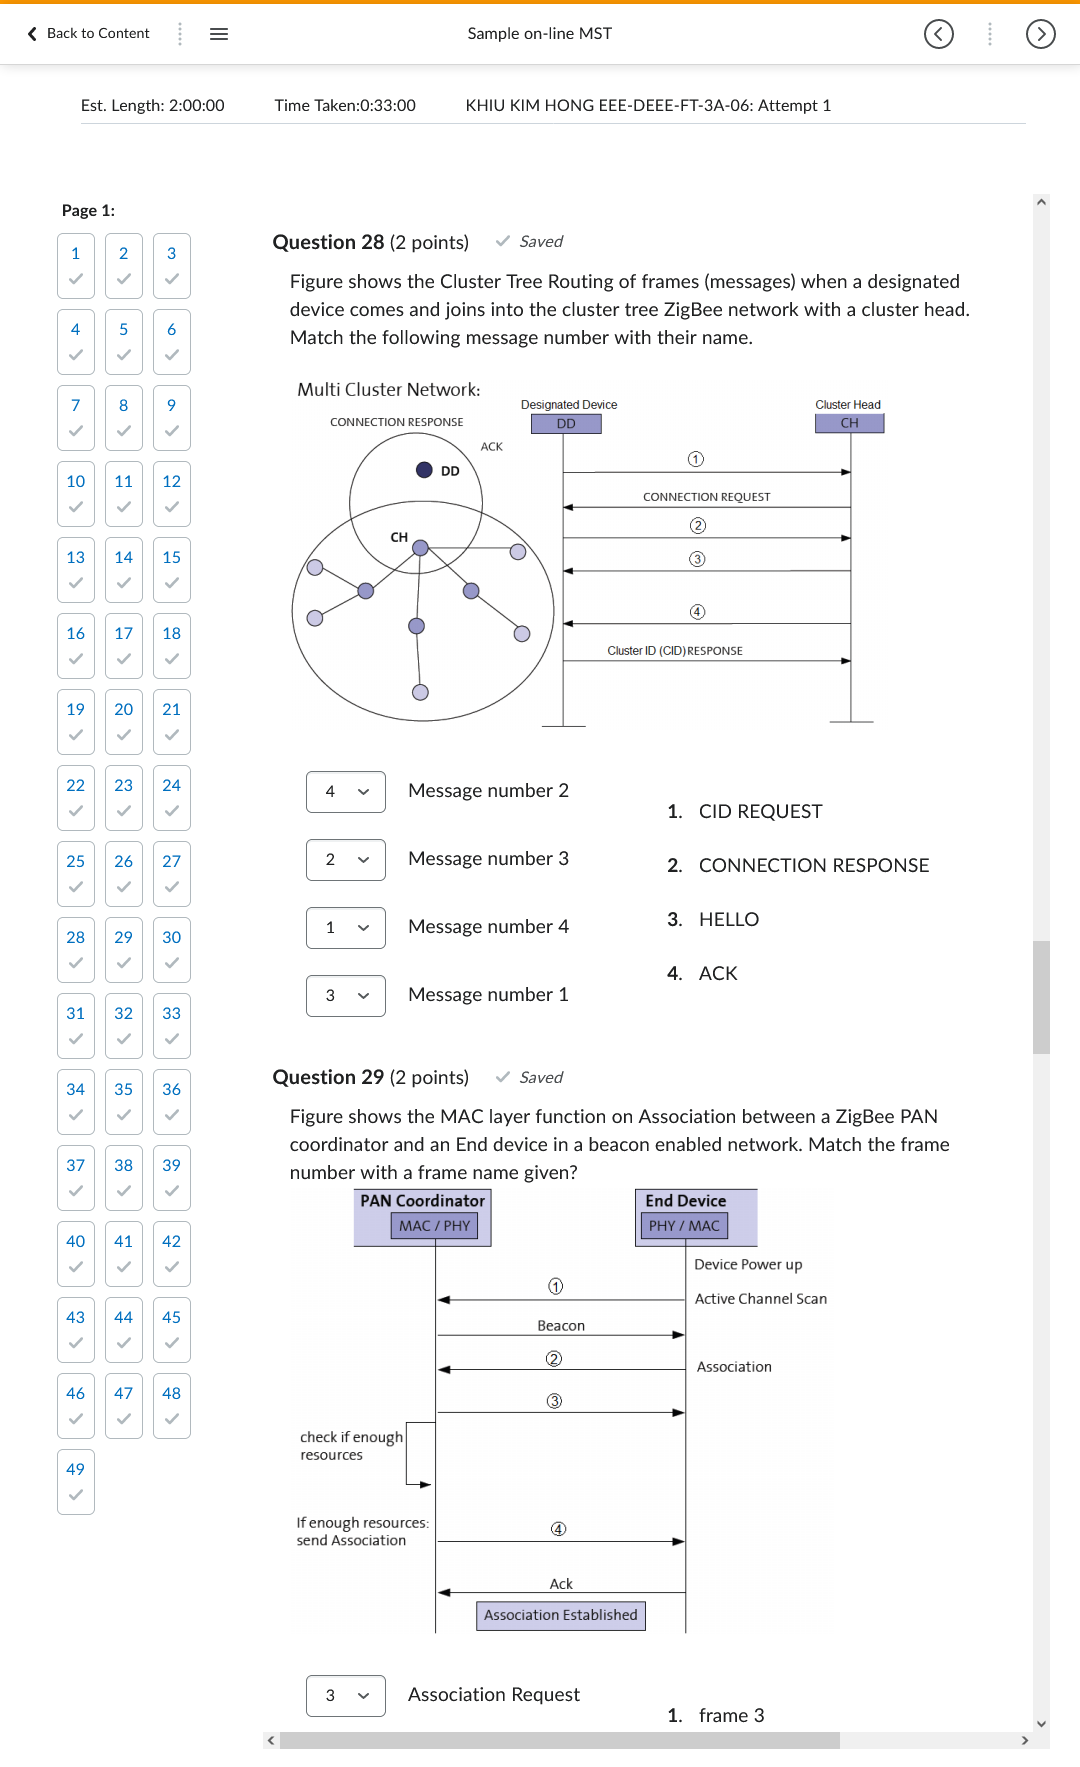 Back to Content
Sample on-line MST
Est. Length: 2:00:00 Time Taken:0:33:00 KHIU KIM HONG EEE-DEEE-FT-3A-06: Attempt 1
Page 1:
1 2 3
4 5 6
7 8 9
10 11 12
13 14 15
16 17 18
19 20 21
22 23 24
25 26 27
28 29 30
31 32 33
34 35 36
37 38 39
40 41 42
43 44 45
46 47 48
49
Question 28 (2 points) Saved
Figure shows the Cluster Tree Routing of frames (messages) when a designated
device comes and joins into the cluster tree ZigBee network with a cluster head.
Match the following message number with their name.
Multi Cluster Network:
CONNECTION RESPONSE
ACK
DD
CH
Designated Device
DD
Cluster Head
CH
①
CONNECTION REQUEST
②
③
④
Cluster ID (CID)RESPONSE
4 Message number 2
2 Message number 3
1 Message number 4
3 Message number 1
1. CID REQUEST
2. CONNECTION RESPONSE
3. HELLO
4. ACK
Question 29 (2 points) Saved
Figure shows the MAC layer function on Association between a ZigBee PAN
coordinator and an End device in a beacon enabled network. Match the frame
number with a frame name given?
PAN Coordinator
MAC / PHY
End Device
PHY / MAC
Device Power up
①
Active Channel Scan
Beacon
②
Association
③
check if enough
resources
If enough resources:
send Association
④
Ack
Association Established
3 Association Request
1. frame 3